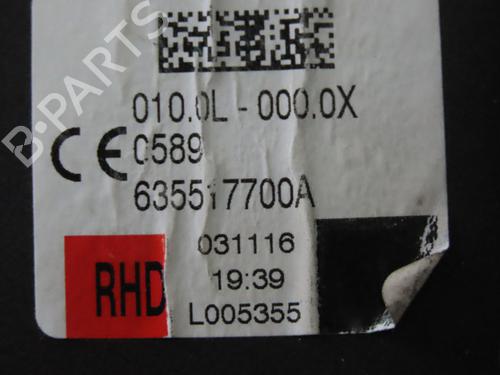 B-PARTS
010.0L - 000.0X
CE 0589
635517700A
RHD
031116
19:39
L005355